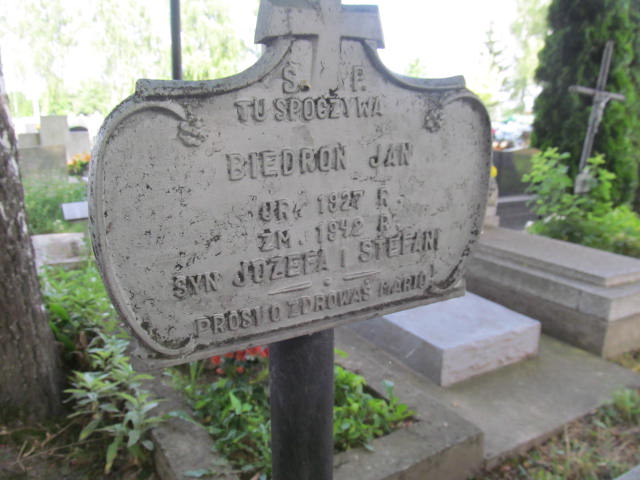 Ś. P.
TU SPOCZYWA
BIEDROŃ JAN
UR. 1927 R.
ZM. 1942 R.
SYN JÓZEFA I STEFANI
PROSI O ZDROWAŚ MARIO